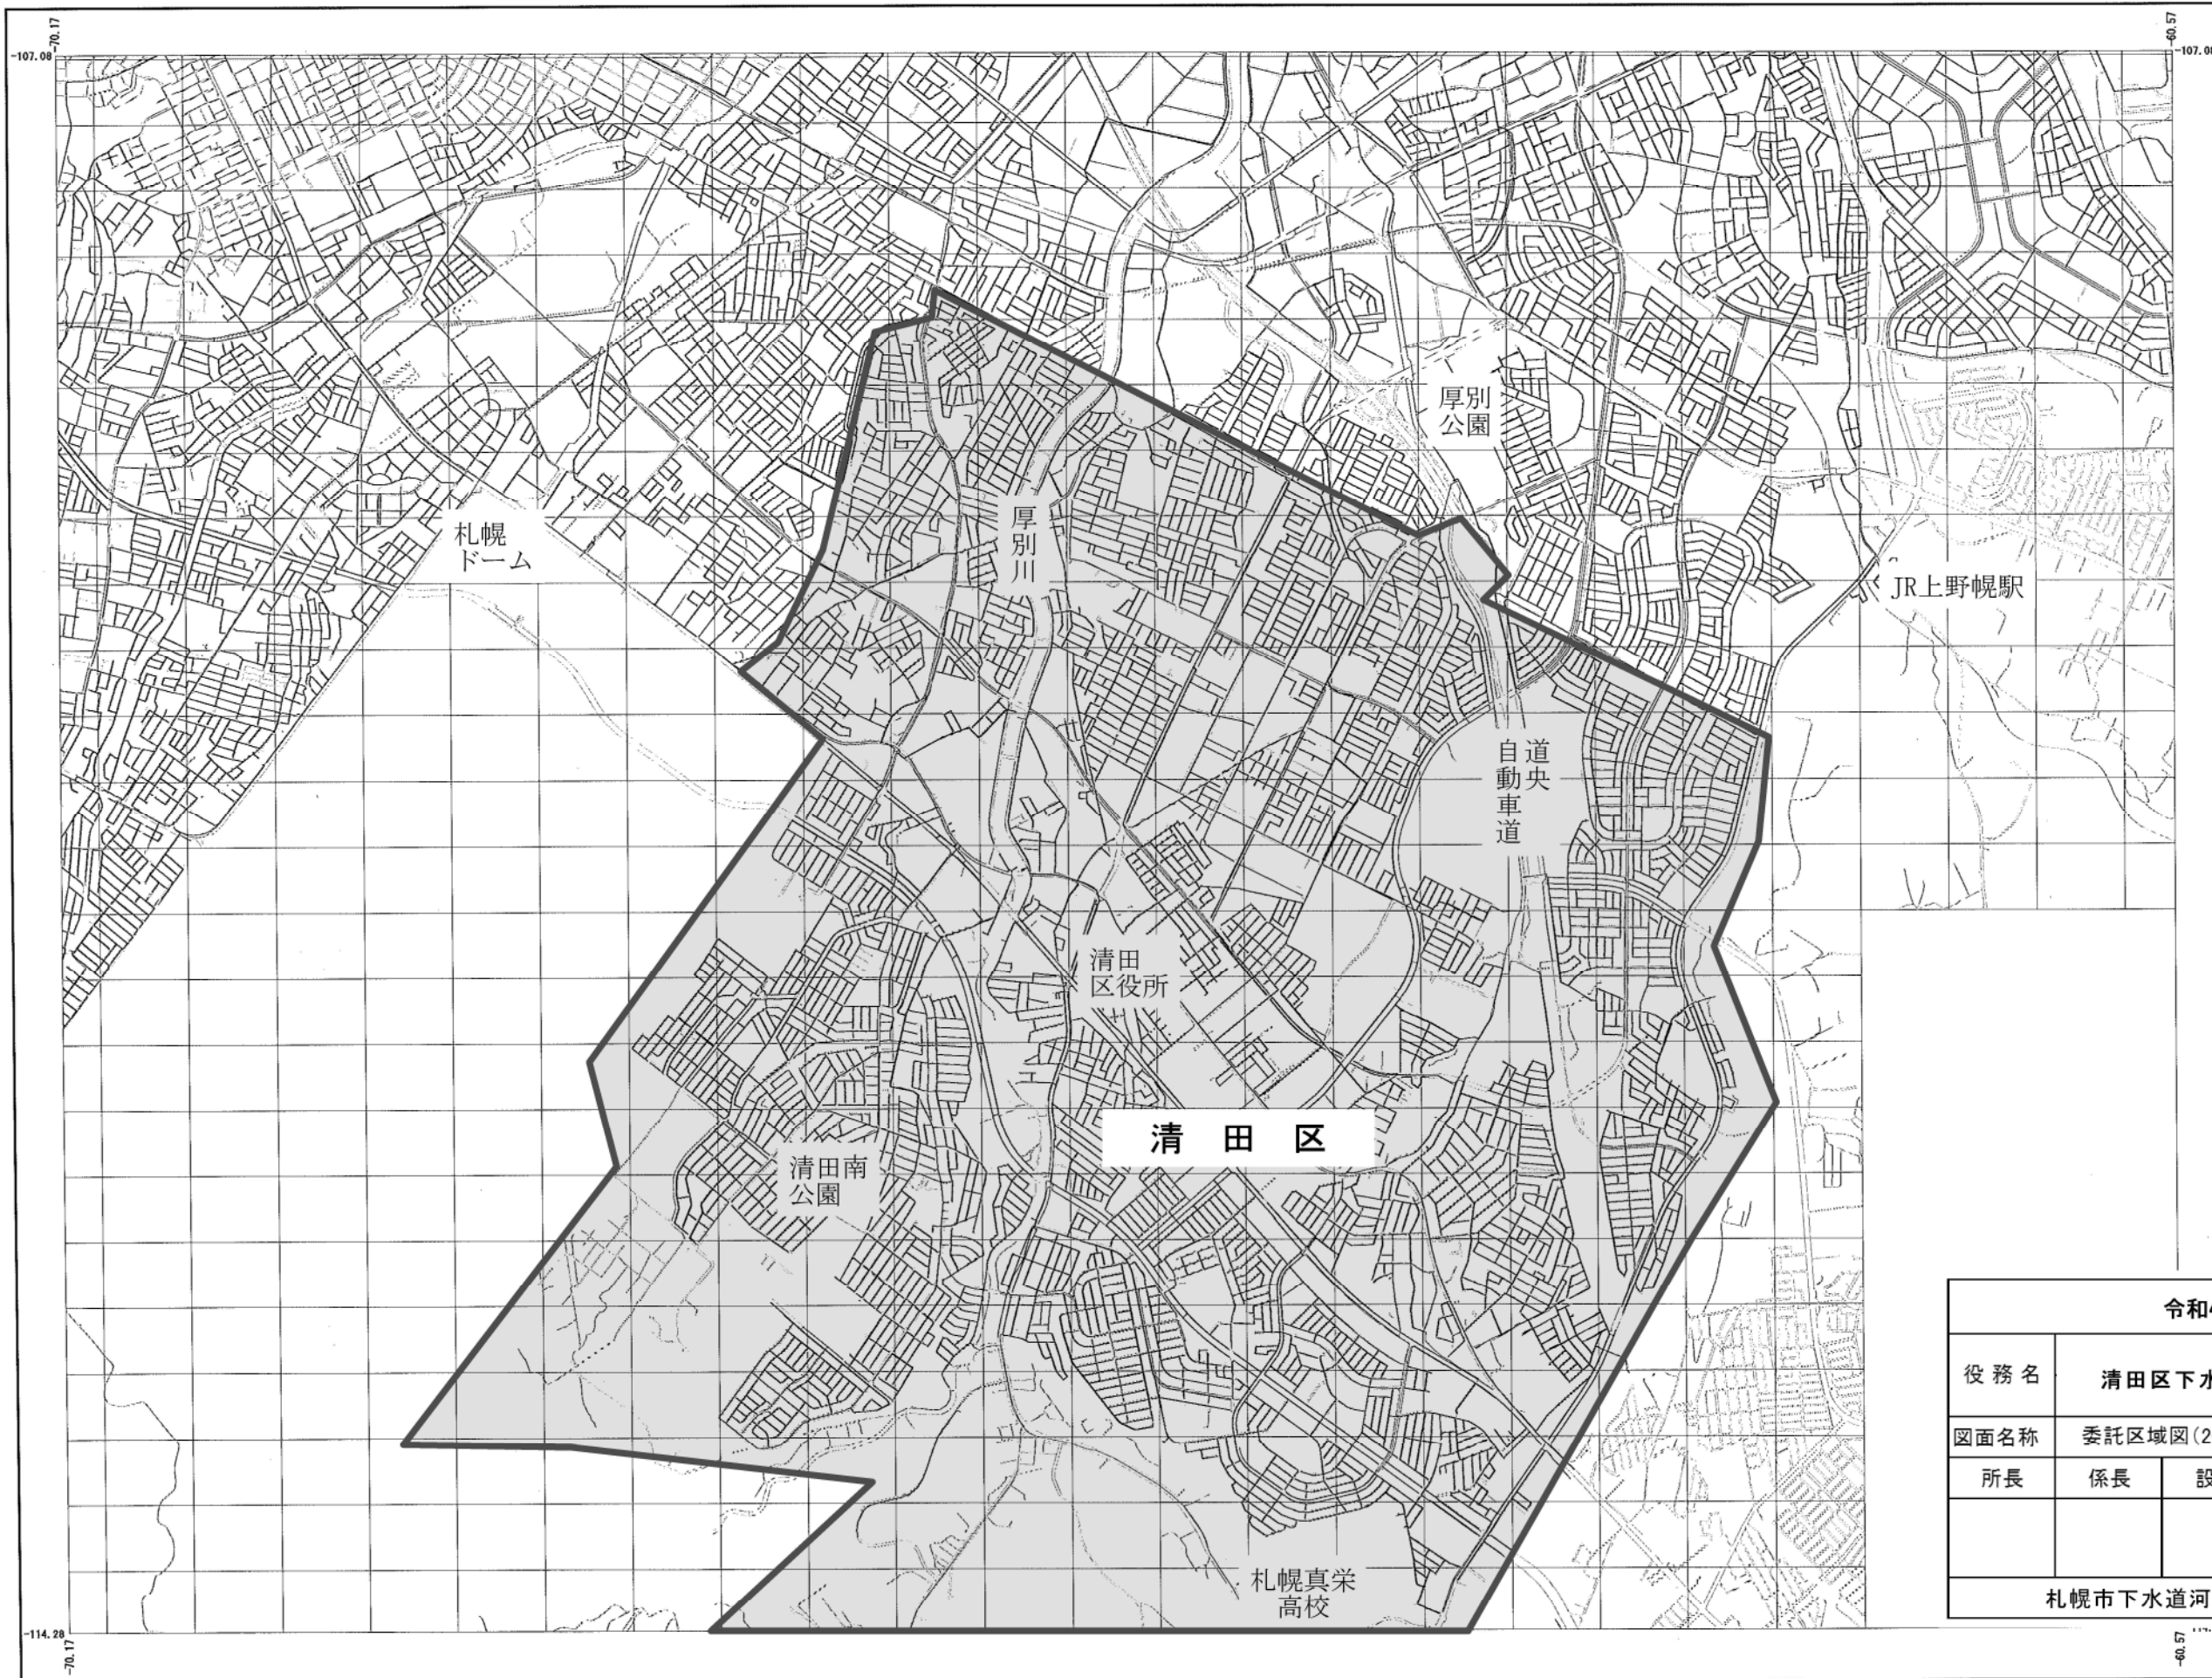 -70.17
-60.57
-107.08
-107.08
厚別
公園
札幌
ドーム
厚別川
JR上野幌駅
道央
自動車道
清田
区役所
清田区
清田南
公園
令和
役務名
清田区下水
図面名称
委託区域図(2
所長
係長
設
札幌真栄
高校
札幌市下水道河
-114.28
-70.17
-60.57